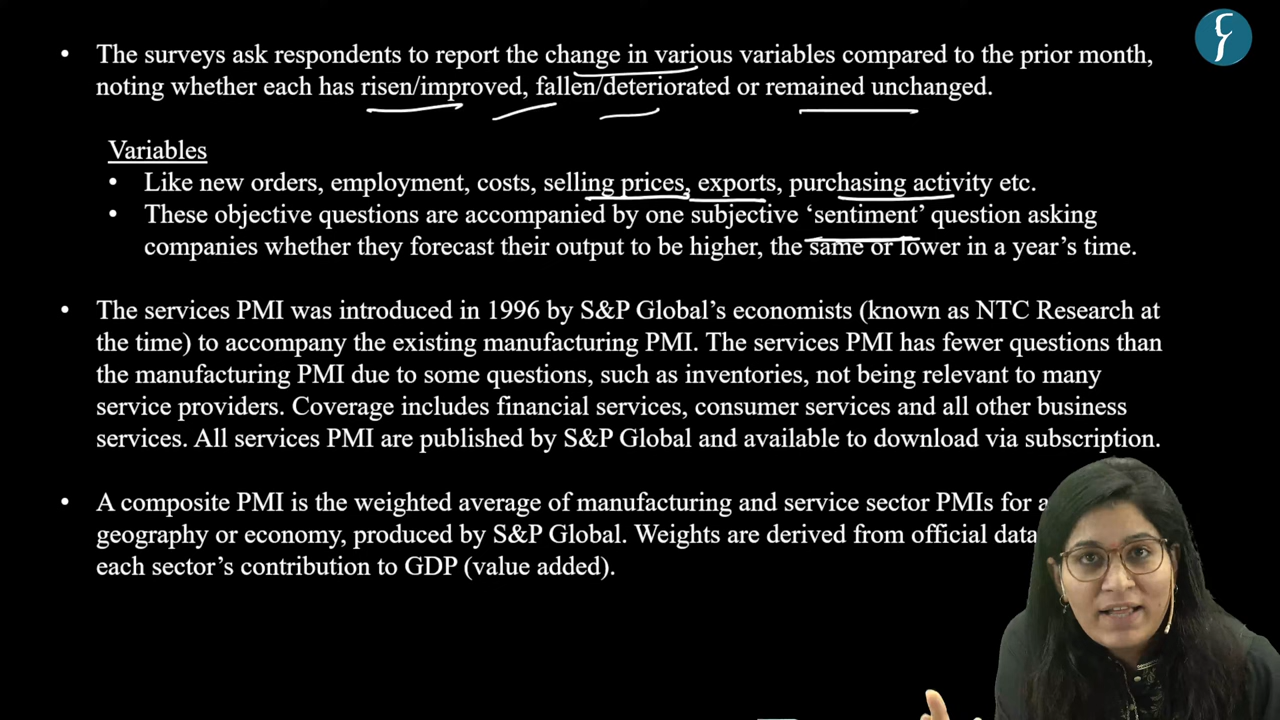 • The surveys ask respondents to report the change in various variables compared to the prior month,
noting whether each has risen/improved, fallen/deteriorated or remained unchanged.
Variables
• Like new orders, employment, costs, selling prices, exports, purchasing activity etc.
• These objective questions are accompanied by one subjective ‘sentiment’ question asking
companies whether they forecast their output to be higher, the same or lower in a year’s time.
• The services PMI was introduced in 1996 by S&P Global’s economists (known as NTC Research at
the time) to accompany the existing manufacturing PMI. The services PMI has fewer questions than
the manufacturing PMI due to some questions, such as inventories, not being relevant to many
service providers. Coverage includes financial services, consumer services and all other business
services. All services PMI are published by S&P Global and available to download via subscription.
• A composite PMI is the weighted average of manufacturing and service sector PMIs for a
geography or economy, produced by S&P Global. Weights are derived from official data
each sector’s contribution to GDP (value added).